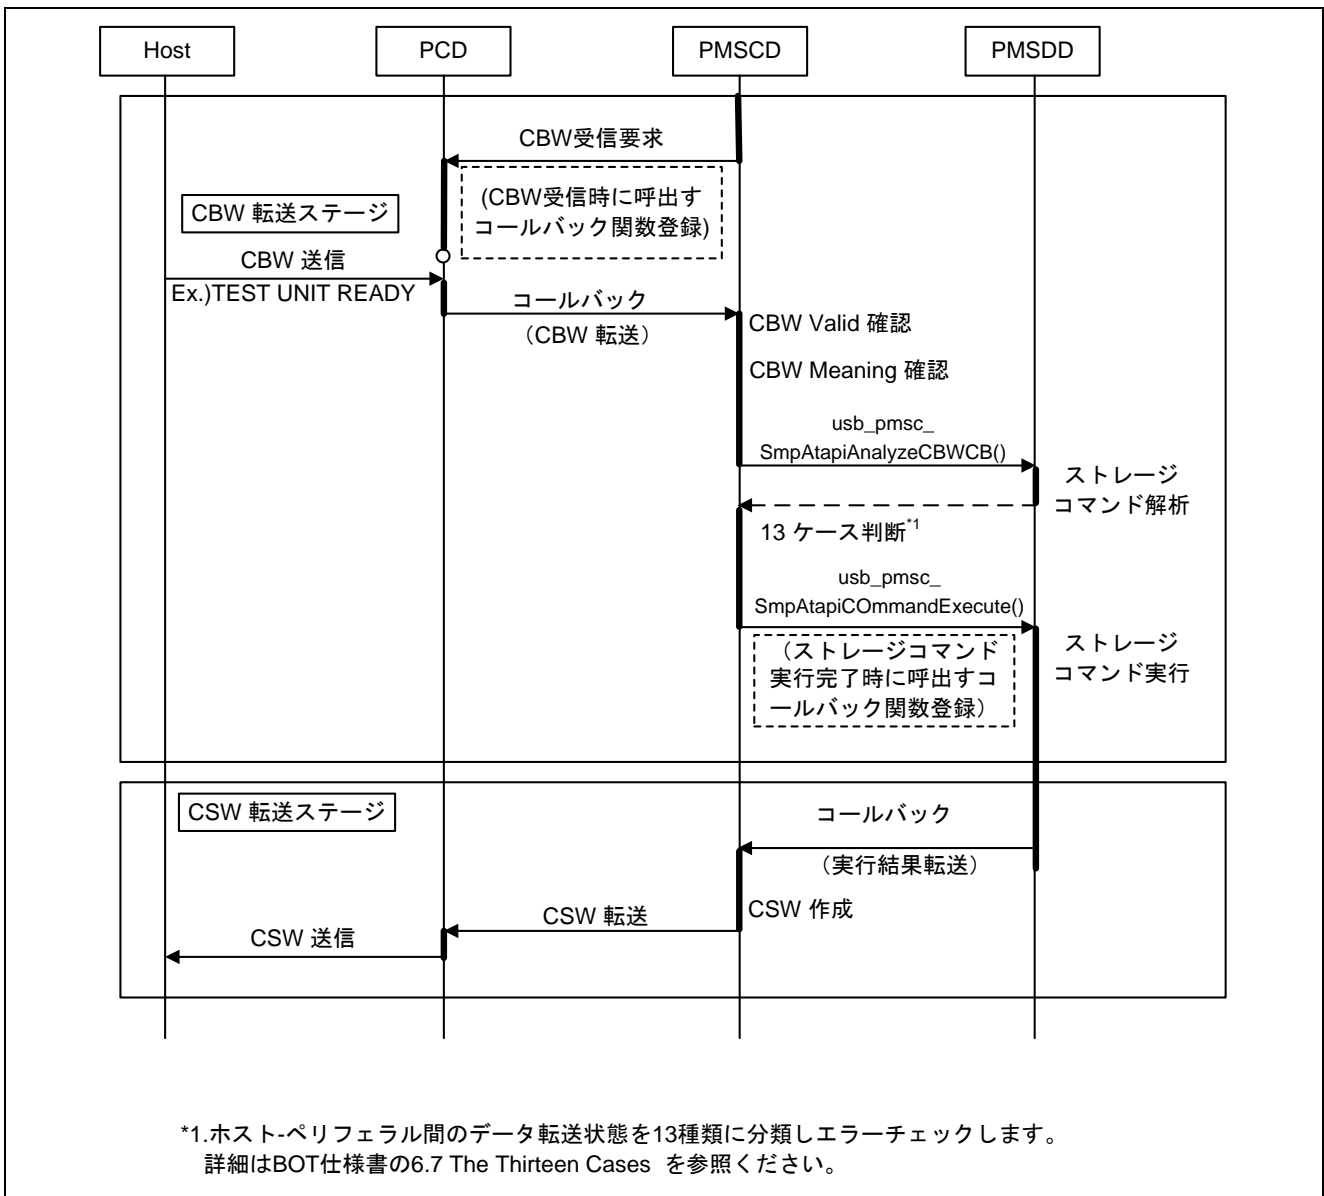 Host
PCD
PMSCD
PMSDD
CBW受信要求
(CBW受信時に呼出す
コールバック関数登録)
CBW 転送ステージ
CBW 送信
Ex.)TEST UNIT READY
コールバック
（CBW 転送）
CBW Valid 確認
CBW Meaning 確認
usb_pmsc_
SmpAtapiAnalyzeCBWCB()
ストレージ
コマンド解析
13 ケース判断*1
usb_pmsc_
SmpAtapiCOmmandExecute()
（ストレージコマンド
実行完了時に呼出すコ
ールバック関数登録）
ストレージ
コマンド実行
CSW 転送ステージ
コールバック
（実行結果転送）
CSW 作成
CSW 転送
CSW 送信
*1.ホスト-ペリフェラル間のデータ転送状態を13種類に分類しエラーチェックします。
詳細はBOT仕様書の6.7 The Thirteen Cases を参照ください。